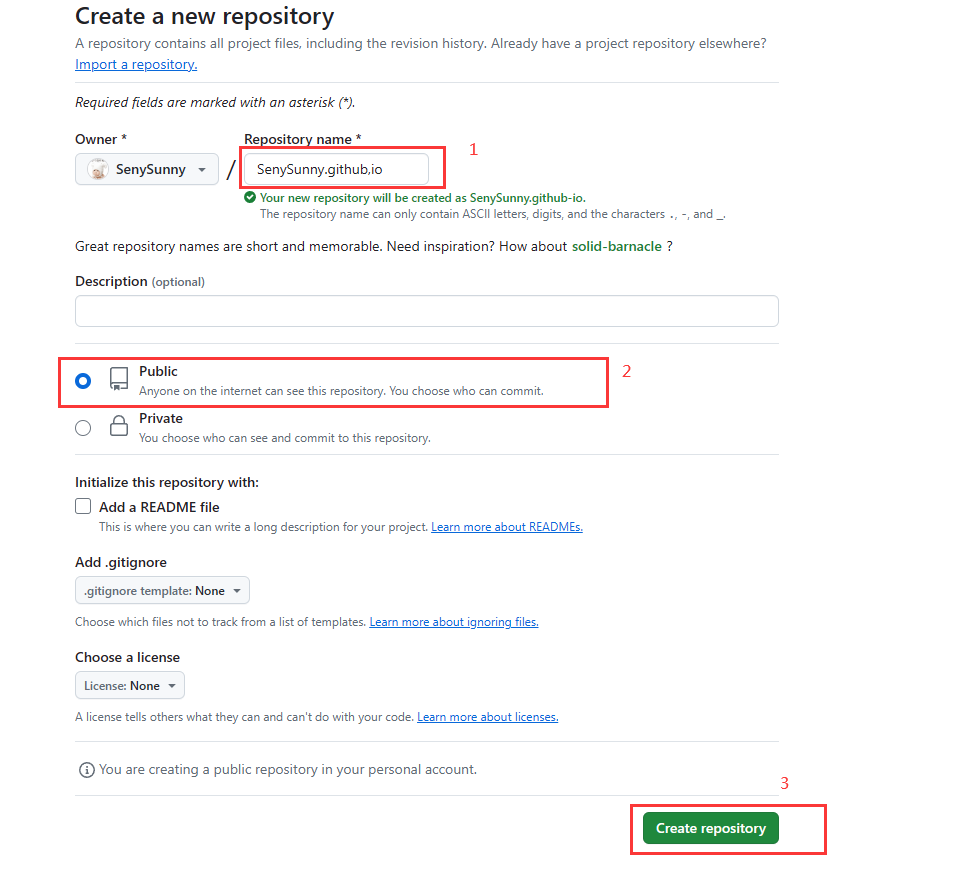 Create a new repository
A repository contains all project files, including the revision history. Already have a project repository elsewhere?
Import a repository.
Required fields are marked with an asterisk (*).
Owner *
Repository name *
1
SenySunny
/
SenySunny.github,io
Your new repository will be created as SenySunny.github-io.
The repository name can only contain ASCII letters, digits, and the characters ., -, and _.
Great repository names are short and memorable. Need inspiration? How about solid-barnacle ?
Description (optional)
Public
2
Anyone on the internet can see this repository. You choose who can commit.
Private
You choose who can see and commit to this repository.
Initialize this repository with:
Add a README file
This is where you can write a long description for your project. Learn more about READMEs.
Add .gitignore
.gitignore template: None
Choose which files not to track from a list of templates. Learn more about ignoring files.
Choose a license
License: None
A license tells others what they can and can't do with your code. Learn more about licenses.
You are creating a public repository in your personal account.
3
Create repository